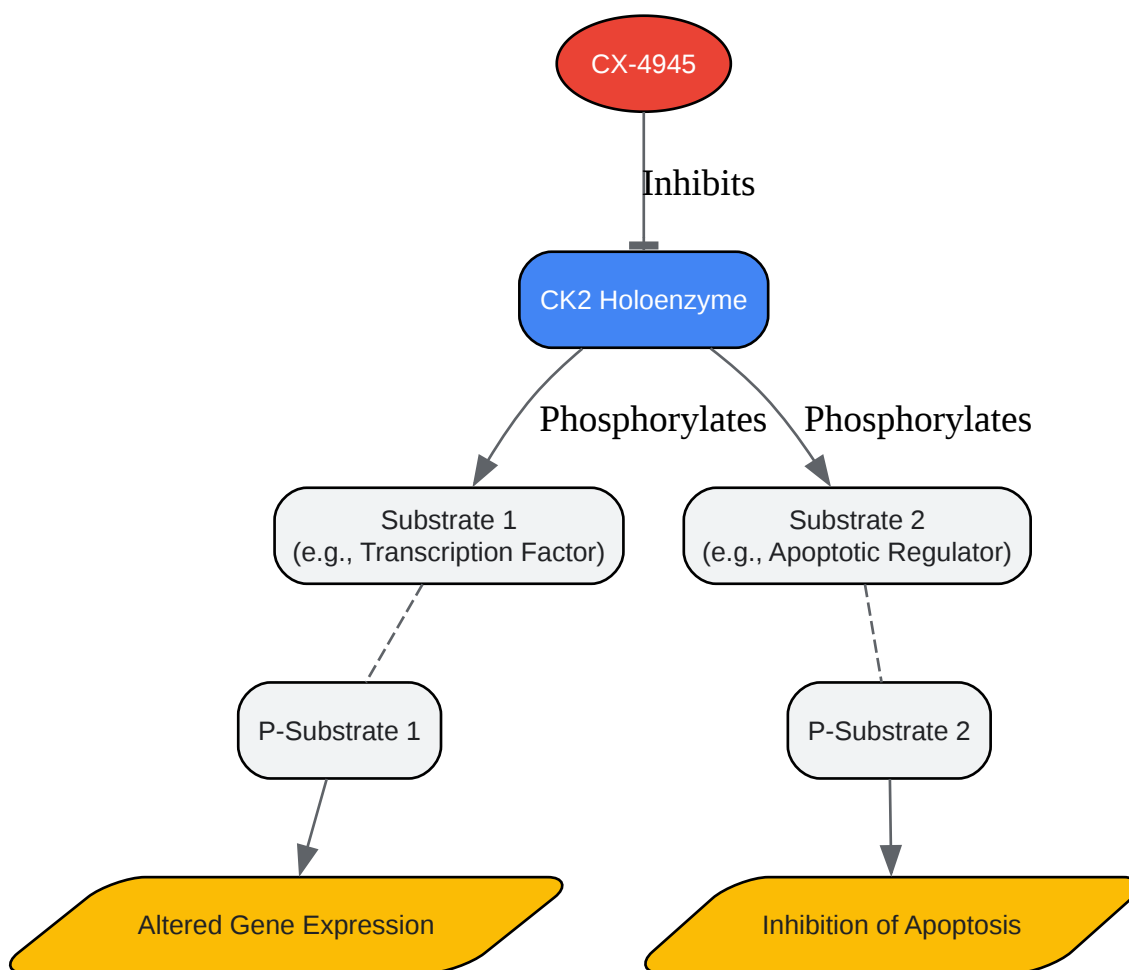 CX-4945
Inhibits
CK2 Holoenzyme
Phosphorylates
Phosphorylates
Substrate 1
(e.g., Transcription Factor)
Substrate 2
(e.g., Apoptotic Regulator)
P-Substrate 1
P-Substrate 2
Altered Gene Expression
Inhibition of Apoptosis